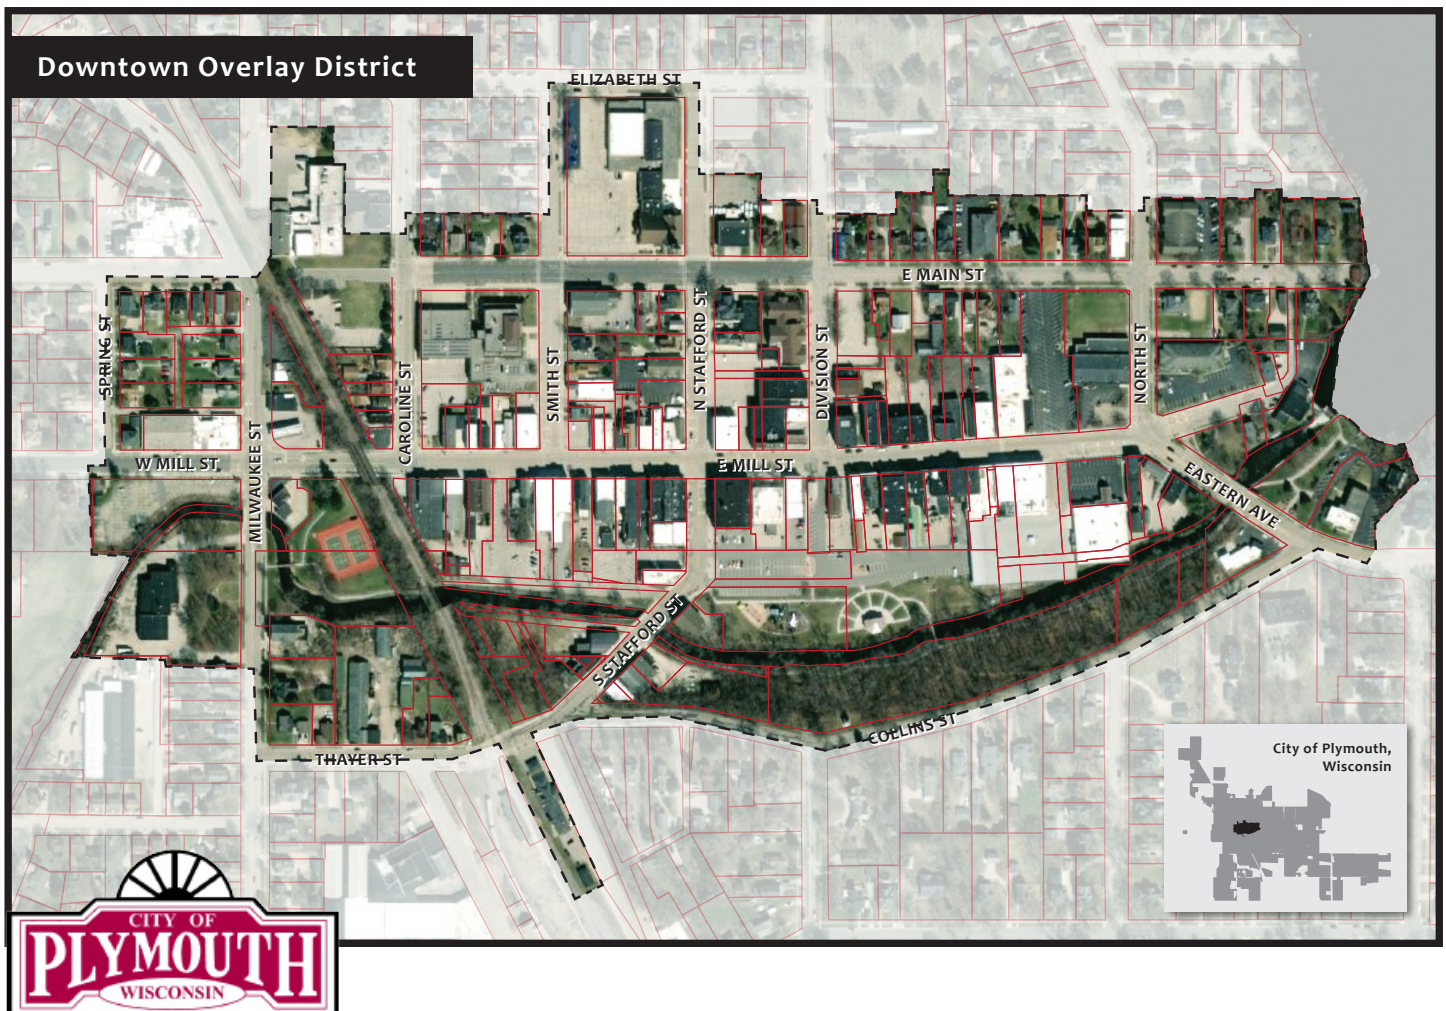 Downtown Overlay District
ELIZABETH ST
E MAIN ST
SPRING ST
MILWAUKEE ST
CAROLINE ST
SMITH ST
N STAFFORD ST
DIVISION ST
NORTH ST
W MILL ST
E MILL ST
EASTERN AVE
S STAFFORD ST
COLLINS ST
THAYER ST
City of Plymouth,
Wisconsin
CITY OF
PLYMOUTH
WISCONSIN